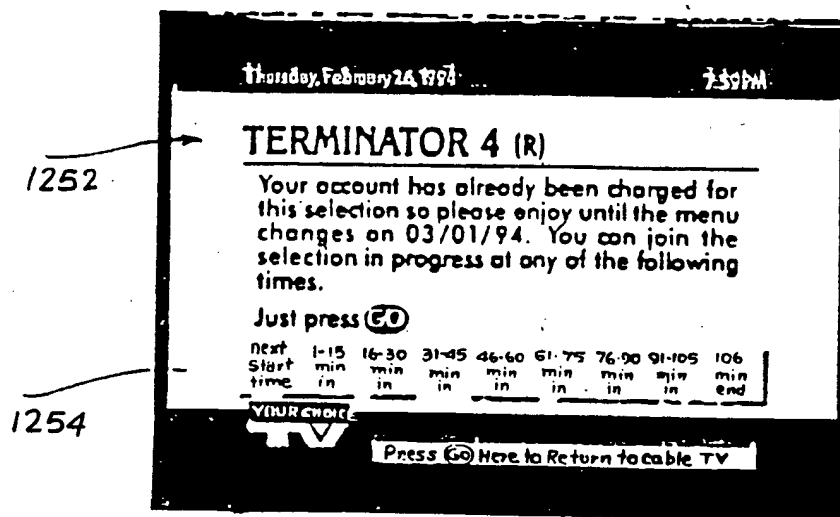 Thursday, February 26, 1994 7:59PM
TERMINATOR 4 (R)
1252
Your account has already been charged for
this selection so please enjoy until the menu
changes on 03/01/94. You can join the
selection in progress at any of the following
times.
Just press GO
next 1-15 16-30 31-45 46-60 61-75 76-90 91-105 106
start min min min min min min min min
time in in in in in in in end
1254
YOUR CHOICE
TV
Press GO Here to Return to cable TV